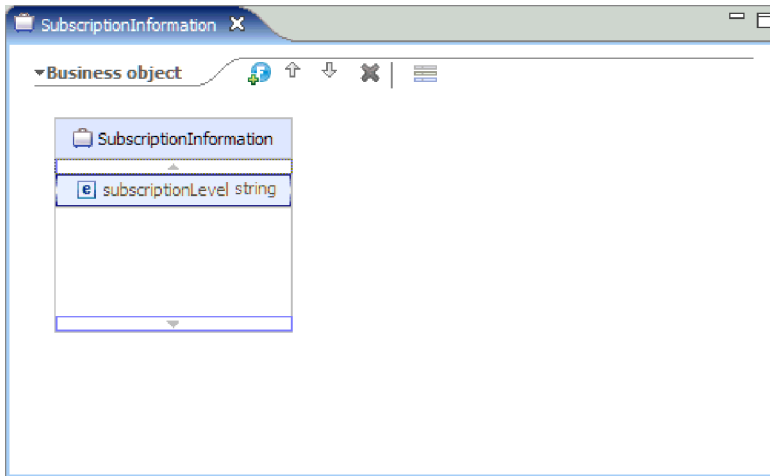 SubscriptionInformation
Business object
SubscriptionInformation
e subscriptionLevel string